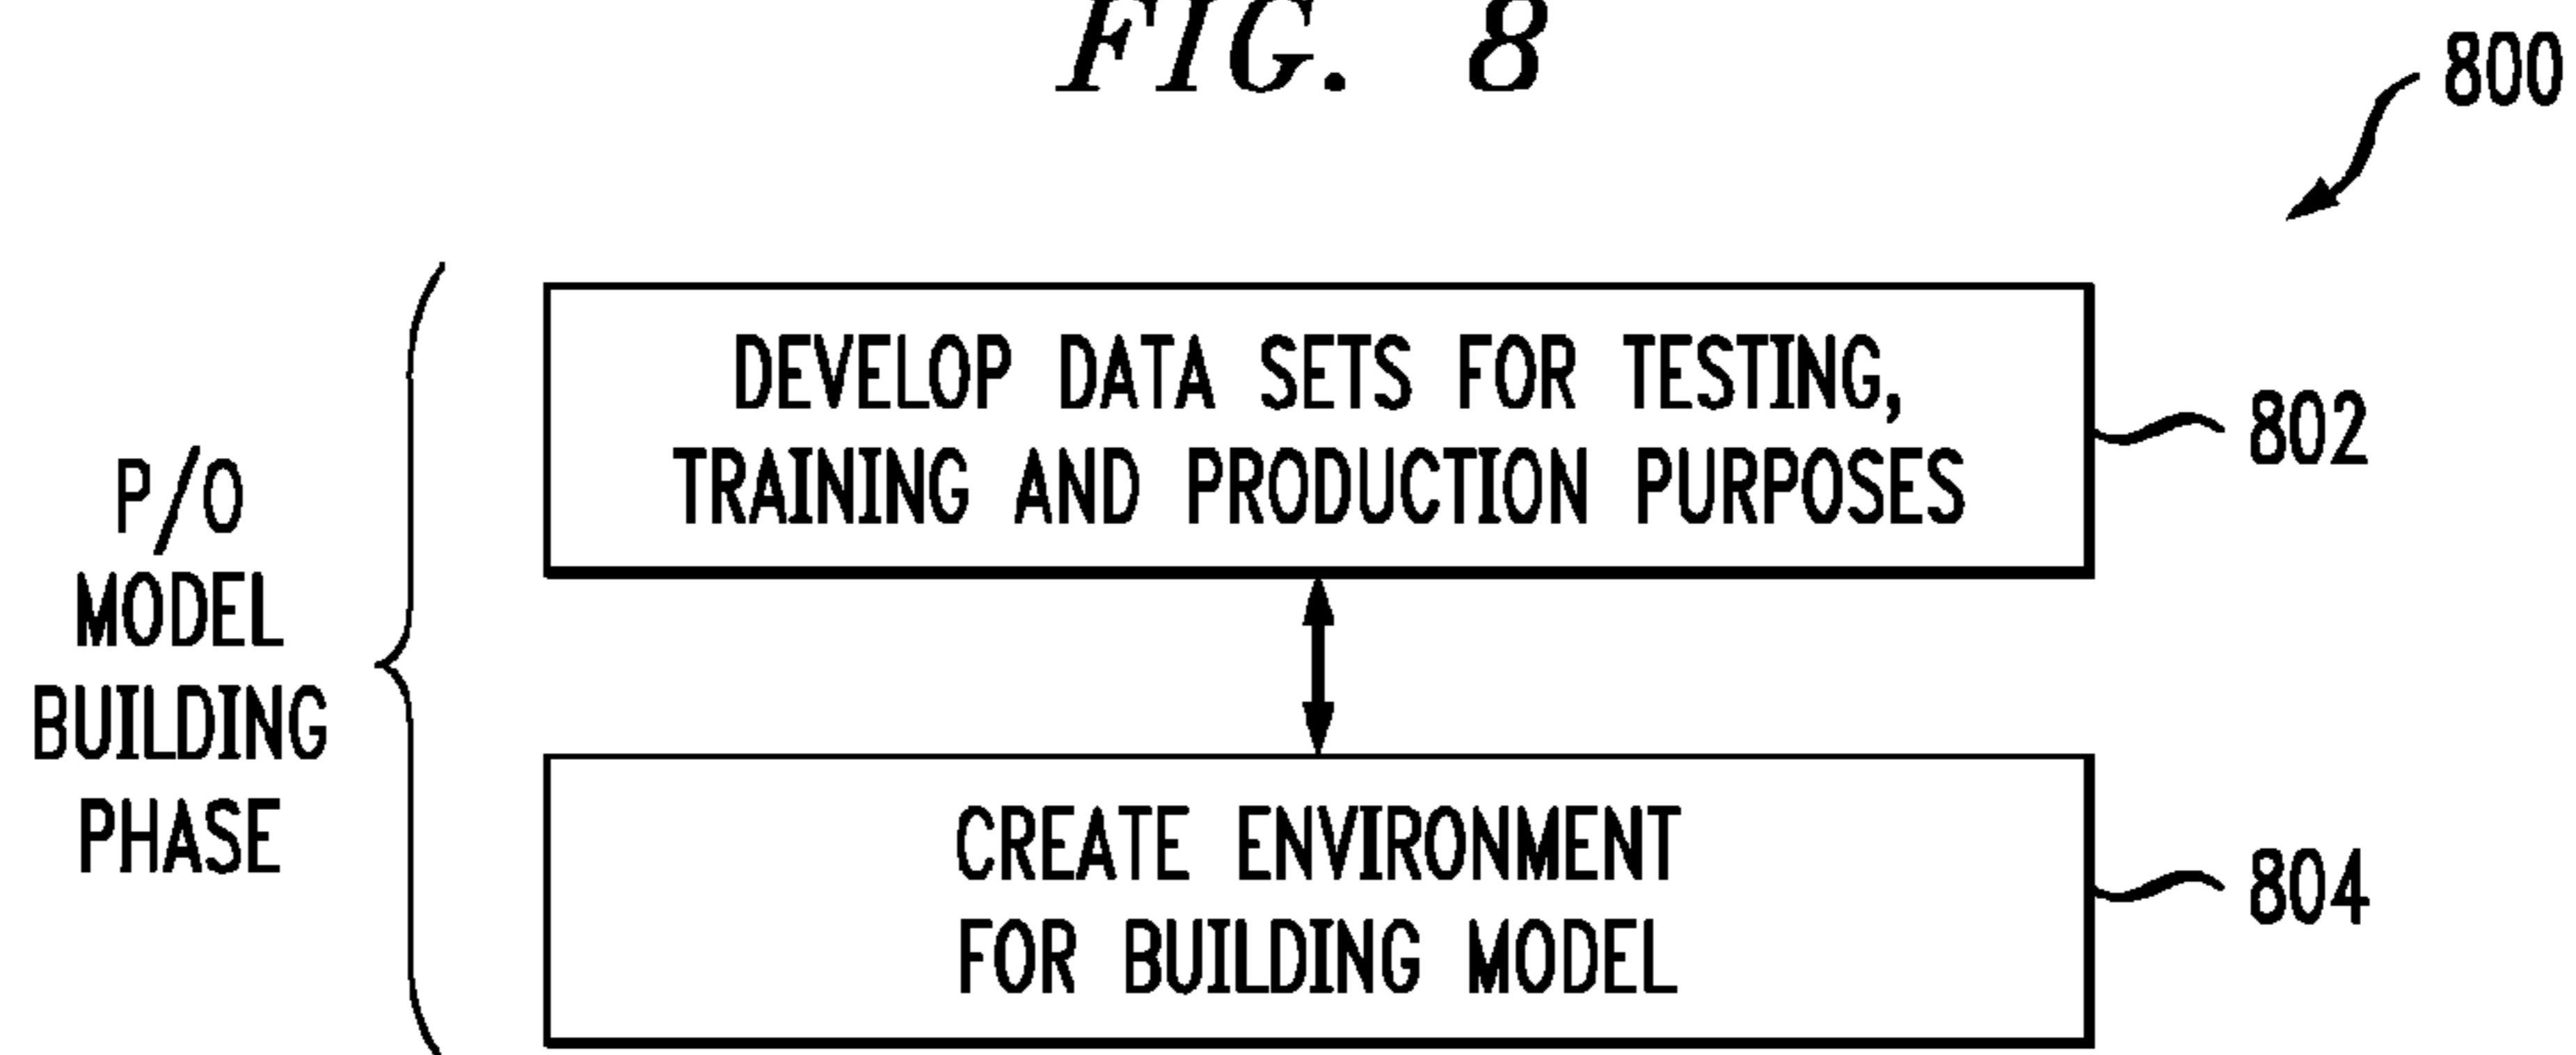 FIG. 8
800
DEVELOP DATA SETS FOR TESTING,
TRAINING AND PRODUCTION PURPOSES
802
P/O
MODEL
BUILDING
PHASE
CREATE ENVIRONMENT
FOR BUILDING MODEL
804